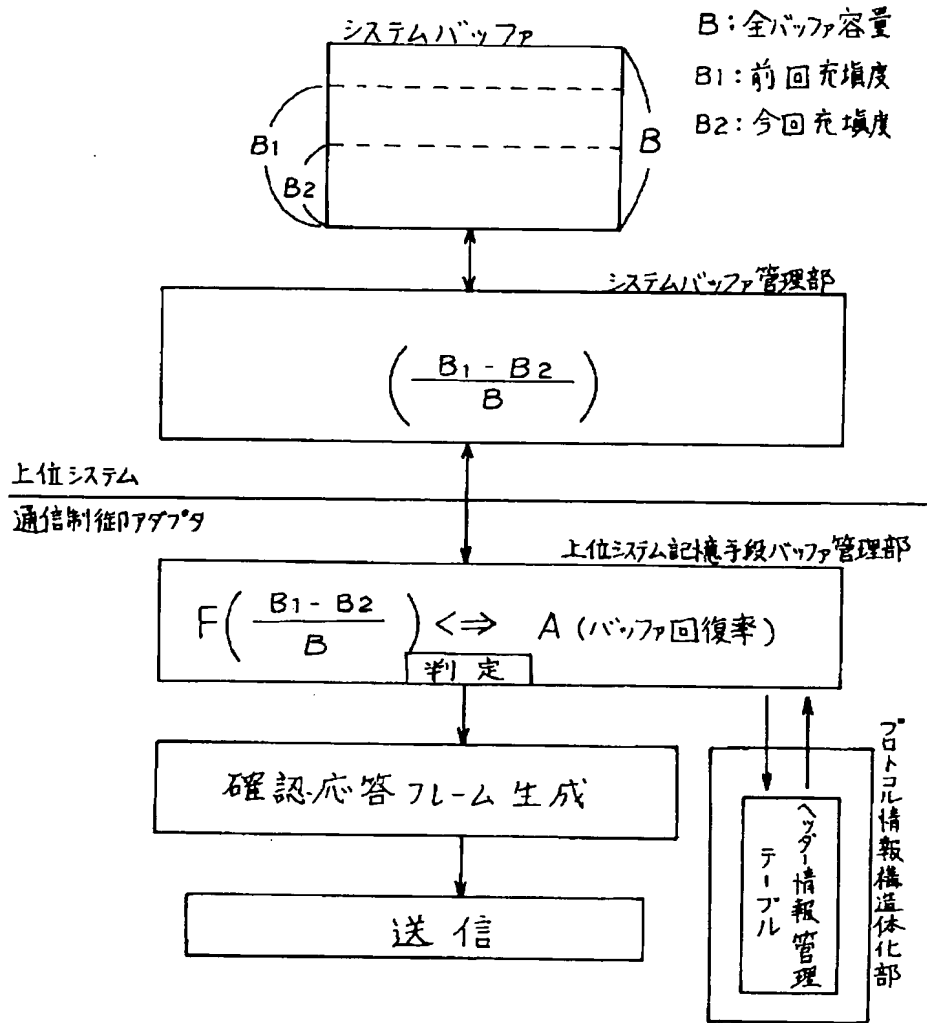 システムバッファ
B:全バッファ容量
B1:前回充填度
B2:今回充填度
B1
B2
B
システムバッファ管理部
( B1 - B2 / B )
上位システム
通信制御アダプタ
上位システム記憶手段バッファ管理部
F( B1 - B2 / B ) <⇒ A (バッファ回復率)
判定
確認応答フレーム生成
送信
プロトコル情報構造体化部
ヘッダー情報管理
テーブル